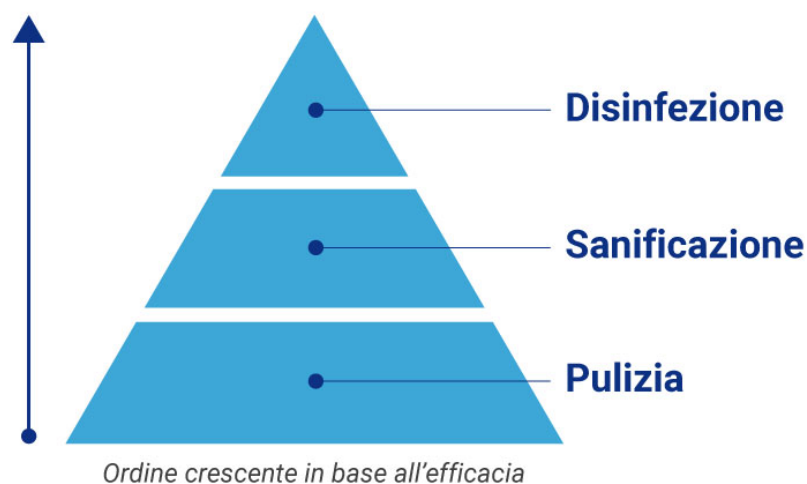 Disinfezione
Sanificazione
Pulizia
Ordine crescente in base all'efficacia